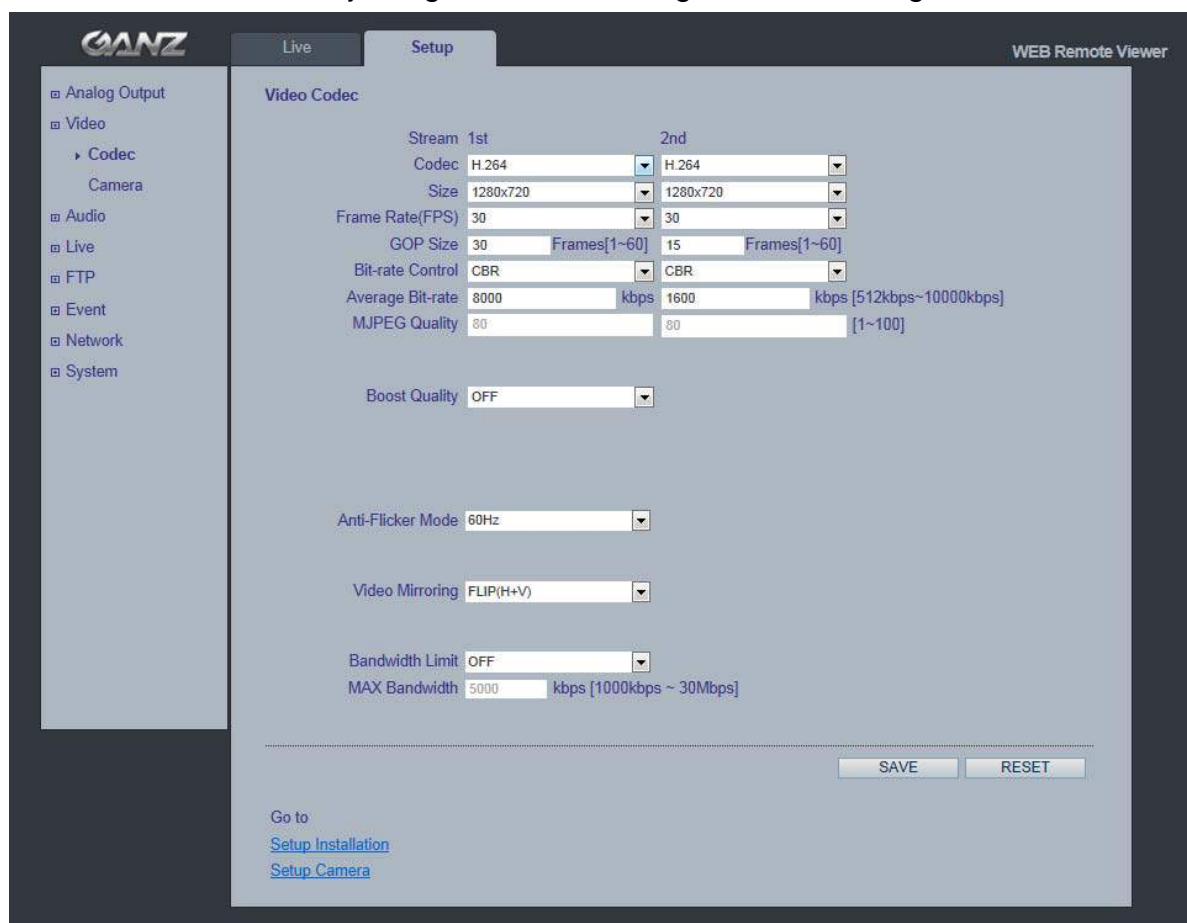 GANZ
Live
Setup
WEB Remote Viewer
Analog Output
Video
Codec
Camera
Audio
Live
FTP
Event
Network
System
Video Codec
Stream 1st 2nd
Codec H.264 H.264
Size 1280x720 1280x720
Frame Rate(FPS) 30 30
GOP Size 30 Frames[1~60] 15 Frames[1~60]
Bit-rate Control CBR CBR
Average Bit-rate 8000 kbps 1600 kbps [512kbps~10000kbps]
MJPEG Quality 80 80 [1~100]
Boost Quality OFF
Anti-Flicker Mode 60Hz
Video Mirroring FLIP(H+V)
Bandwidth Limit OFF
MAX Bandwidth 5000 kbps [1000kbps ~ 30Mbps]
SAVE RESET
Go to
Setup Installation
Setup Camera